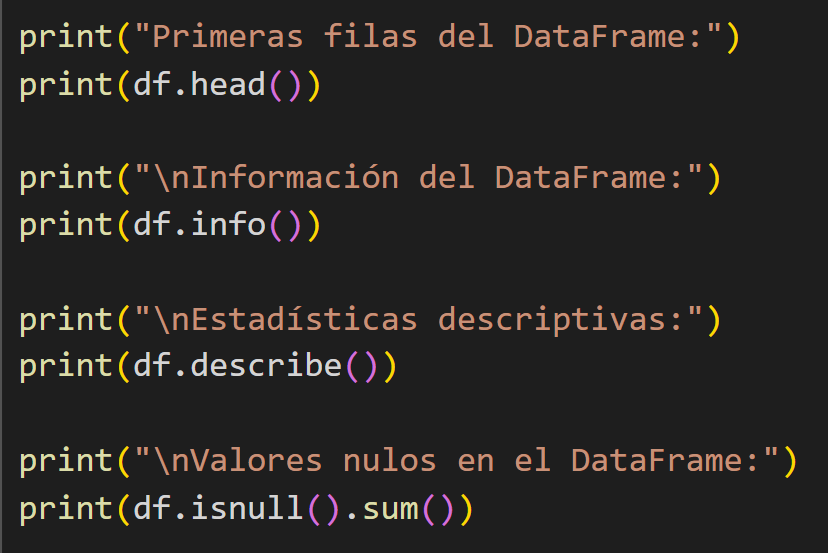 print("Primeras filas del DataFrame:")
print(df.head())
print("\nInformación del DataFrame:")
print(df.info())
print("\nEstadísticas descriptivas:")
print(df.describe())
print("\nValores nulos en el DataFrame:")
print(df.isnull().sum())